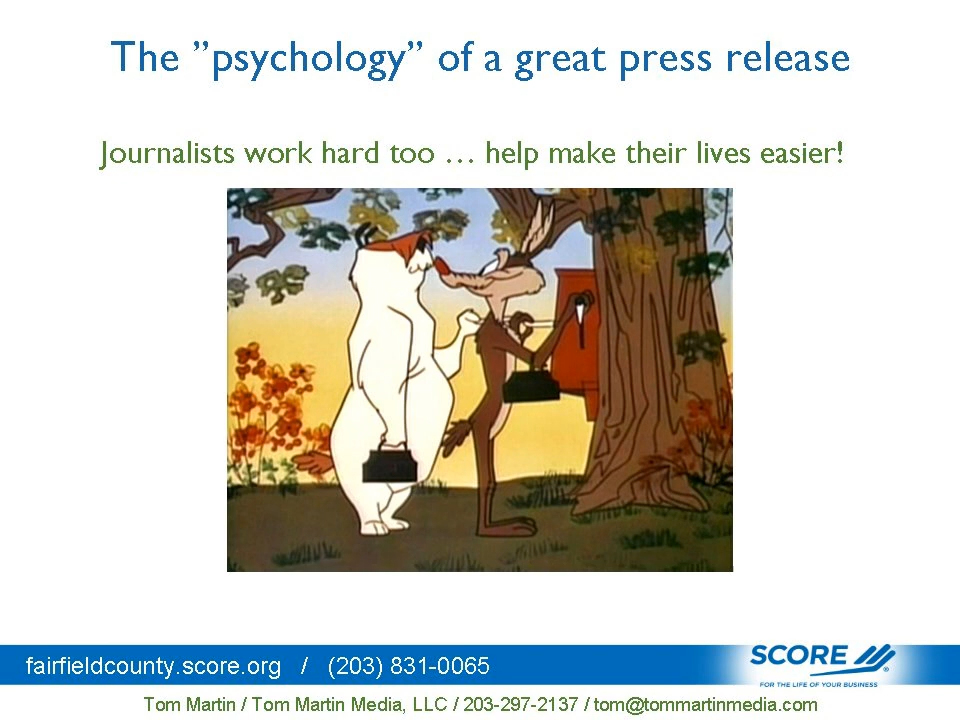 The ”psychology” of a great press release
Journalists work hard too … help make their lives easier!
fairfieldcounty.score.org / (203) 831-0065
SCORE
FOR THE LIFE OF YOUR BUSINESS
Tom Martin / Tom Martin Media, LLC / 203-297-2137 / tom@tommartinmedia.com